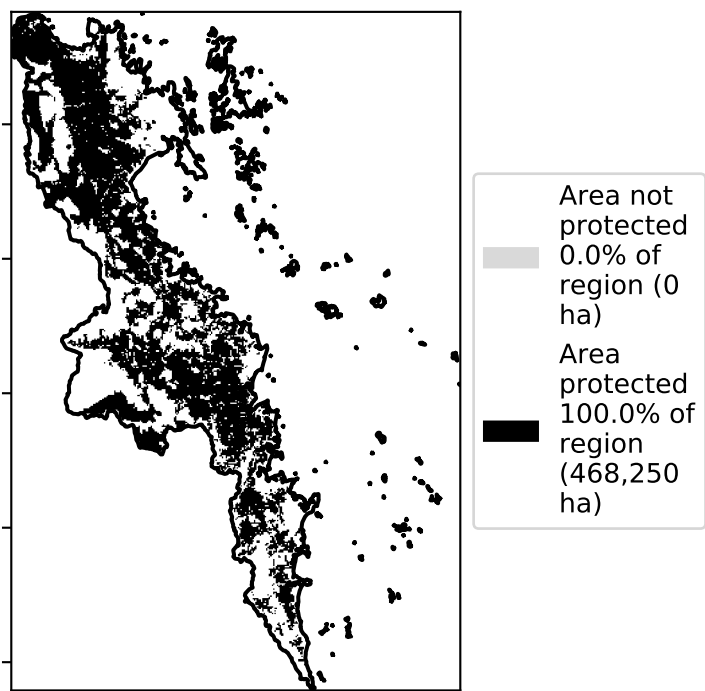 Area not
protected
0.0% of
region (0
ha)
Area
protected
100.0% of
region
(468,250
ha)